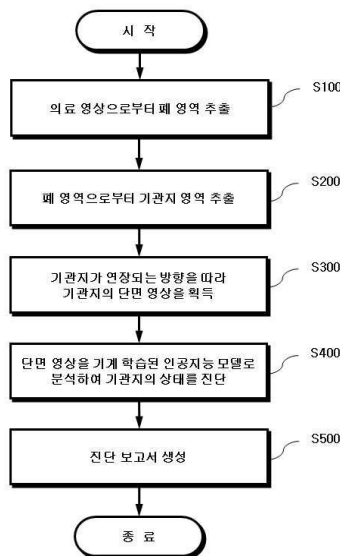 시 작
의료 영상으로부터 폐 영역 추출
S100
폐 영역으로부터 기관지 영역 추출
S200
기관지가 연장되는 방향을 따라
기관지의 단면 영상을 획득
S300
단면 영상을 기계 학습된 인공지능 모델로
분석하여 기관지의 상태를 진단
S400
진단 보고서 생성
S500
종 료